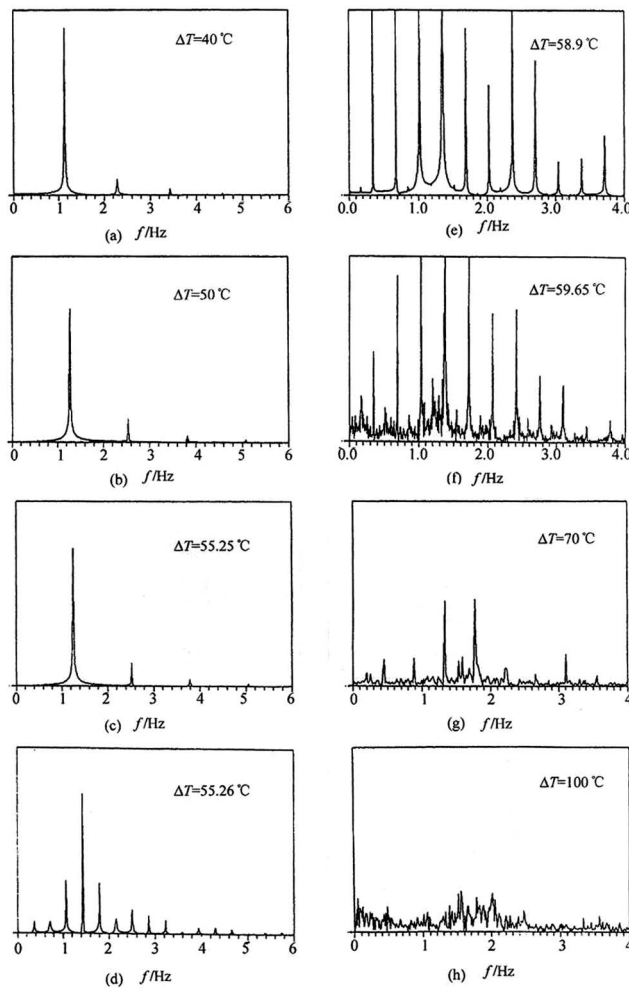 ΔT=40 ℃
0 1 2 3 4 5 6
(a) f/Hz
ΔT=50 ℃
0 1 2 3 4 5 6
(b) f/Hz
ΔT=55.25 ℃
0 1 2 3 4 5 6
(c) f/Hz
ΔT=55.26 ℃
0 1 2 3 4 5 6
(d) f/Hz
ΔT=58.9 ℃
0.0 1.0 2.0 3.0 4.0
(e) f/Hz
ΔT=59.65 ℃
0.0 1.0 2.0 3.0 4.0
(f) f/Hz
ΔT=70 ℃
0 1 2 3 4
(g) f/Hz
ΔT=100 ℃
0 1 2 3 4
(h) f/Hz